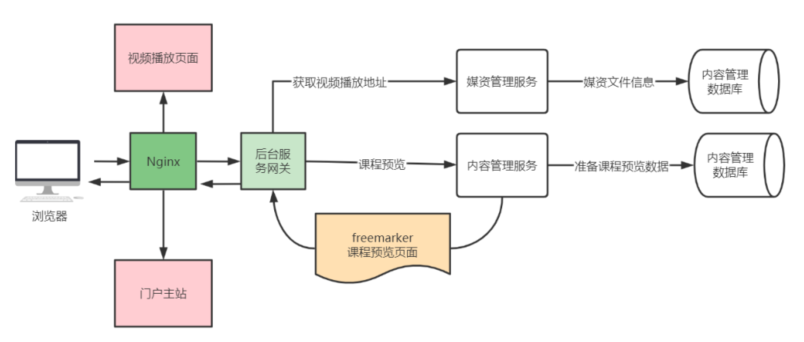 视频播放页面
获取视频播放地址
媒资管理服务
媒资文件信息
内容管理
数据库
浏览器
Nginx
后台服
务网关
课程预览
内容管理服务
准备课程预览数据
内容管理
数据库
freemarker
课程预览页面
门户主站